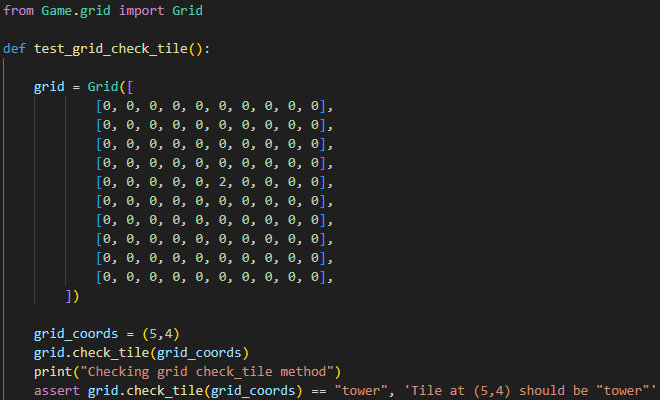 from Game.grid import Grid
def test_grid_check_tile():
grid = Grid([
[0, 0, 0, 0, 0, 0, 0, 0, 0, 0],
[0, 0, 0, 0, 0, 0, 0, 0, 0, 0],
[0, 0, 0, 0, 0, 0, 0, 0, 0, 0],
[0, 0, 0, 0, 0, 0, 0, 0, 0, 0],
[0, 0, 0, 0, 0, 2, 0, 0, 0, 0],
[0, 0, 0, 0, 0, 0, 0, 0, 0, 0],
[0, 0, 0, 0, 0, 0, 0, 0, 0, 0],
[0, 0, 0, 0, 0, 0, 0, 0, 0, 0],
[0, 0, 0, 0, 0, 0, 0, 0, 0, 0],
[0, 0, 0, 0, 0, 0, 0, 0, 0, 0],
])
grid_coords = (5,4)
grid.check_tile(grid_coords)
print("Checking grid check_tile method")
assert grid.check_tile(grid_coords) == "tower", 'Tile at (5,4) should be "tower"'